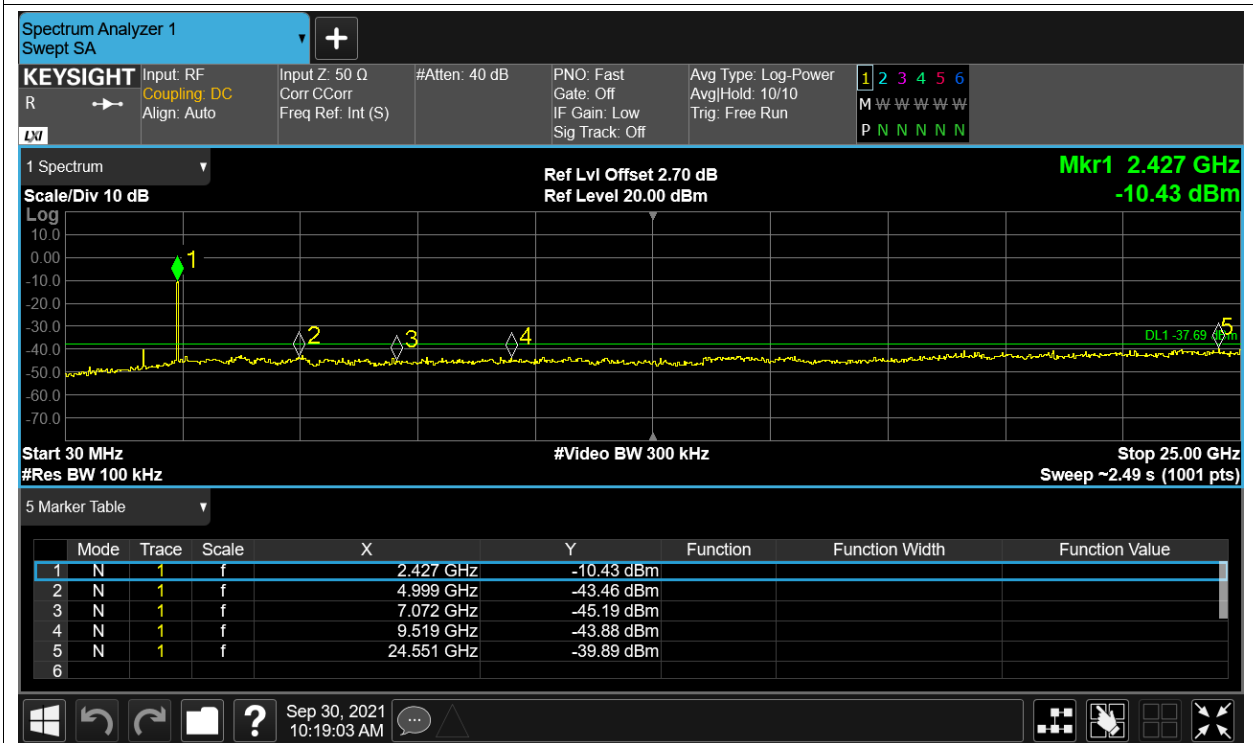 Spectrum Analyzer 1
Swept SA
+
KEYSIGHT Input: RF Input Z: 50 Ω #Atten: 40 dB PNO: Fast Avg Type: Log-Power 1 2 3 4 5 6
R Coupling: DC Corr CCorr Gate: Off Avg|Hold: 10/10 M W W W W W
Align: Auto Freq Ref: Int (S) IF Gain: Low Trig: Free Run
LXI Sig Track: Off P N N N N N
1 Spectrum Ref Lvl Offset 2.70 dB Mkr1 2.427 GHz
Scale/Div 10 dB Ref Level 20.00 dBm -10.43 dBm
Log
10.0
0.00 1
-10.0
-20.0
-30.0 2 3 4 5
DL1 -37.69 dBm
-40.0
-50.0
-60.0
-70.0
Start 30 MHz #Video BW 300 kHz Stop 25.00 GHz
#Res BW 100 kHz Sweep ~2.49 s (1001 pts)
5 Marker Table
Mode Trace Scale X Y Function Function Width Function Value
1 N 1 f 2.427 GHz -10.43 dBm
2 N 1 f 4.999 GHz -43.46 dBm
3 N 1 f 7.072 GHz -45.19 dBm
4 N 1 f 9.519 GHz -43.88 dBm
5 N 1 f 24.551 GHz -39.89 dBm
6
? Sep 30, 2021
10:19:03 AM